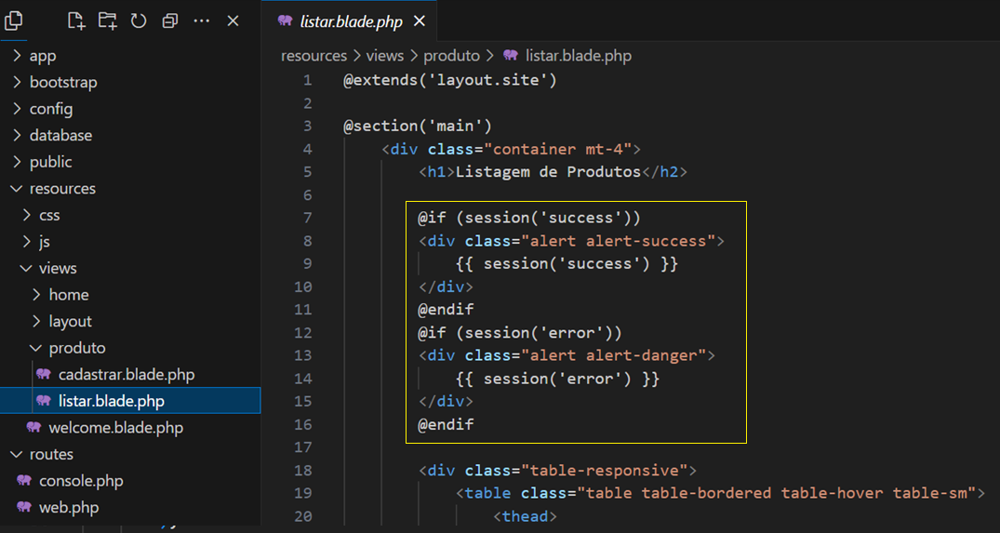 app
bootstrap
config
database
public
resources
css
js
views
home
layout
produto
cadastrar.blade.php
listar.blade.php
welcome.blade.php
routes
console.php
web.php
listar.blade.php
resources > views > produto > listar.blade.php
1 @extends('layout.site')
2
3 @section('main')
4 <div class="container mt-4">
5 <h1>Listagem de Produtos</h2>
6
7 @if (session('success'))
8 <div class="alert alert-success">
9 {{ session('success') }}
10 </div>
11 @endif
12 @if (session('error'))
13 <div class="alert alert-danger">
14 {{ session('error') }}
15 </div>
16 @endif
17
18 <div class="table-responsive">
19 <table class="table table-bordered table-hover table-sm">
20 <thead>